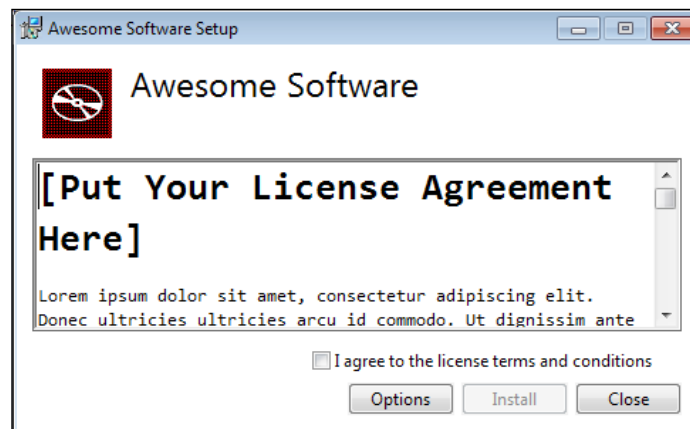 Awesome Software Setup
Awesome Software
[Put Your License Agreement
Here]
Lorem ipsum dolor sit amet, consectetur adipiscing elit.
Donec ultricies ultricies arcu id commodo. Ut dignissim ante
I agree to the license terms and conditions
Options Install Close